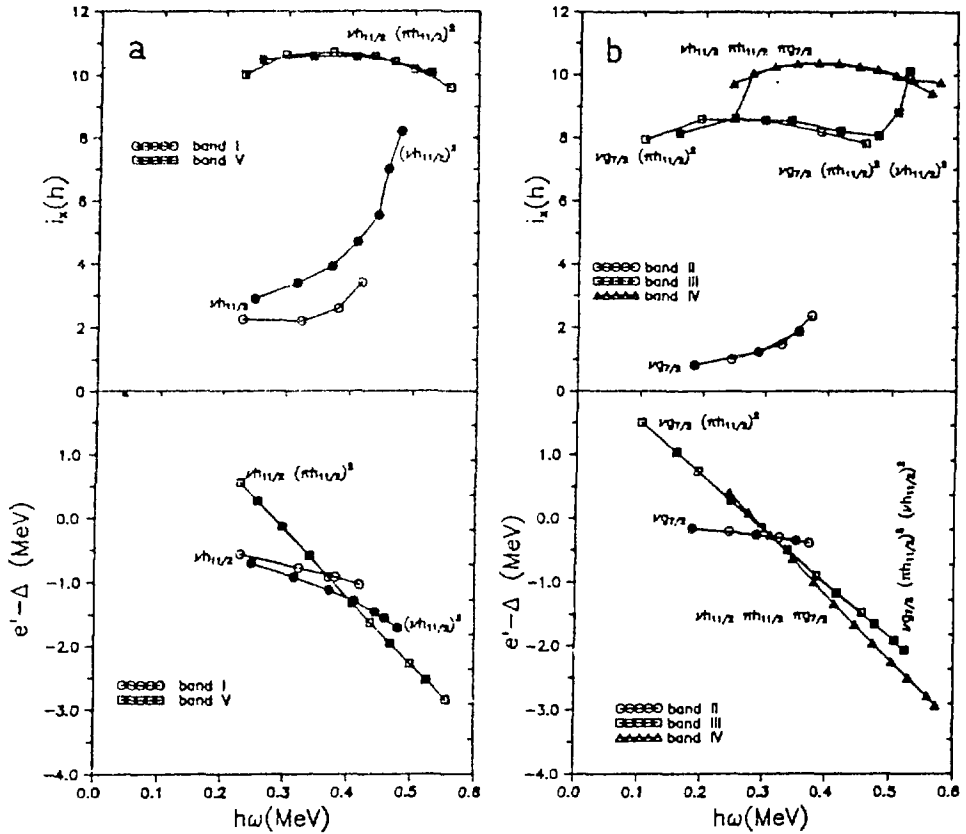 a
νh₁₁/₂ (πh₁₁/₂)²
band I
band V
(νh₁₁/₂)²
νh₁₁/₂
iₓ(ħ)
12
10
8
6
4
2
0
b
νh₁₁/₂ πh₁₁/₂ πg₇/₂
νg₇/₂ (πh₁₁/₂)²
νg₇/₂ (πh₁₁/₂)² (νh₁₁/₂)²
band II
band III
band IV
νg₇/₂
iₓ(ħ)
12
10
8
6
4
2
0
νh₁₁/₂ (πh₁₁/₂)²
νh₁₁/₂
(νh₁₁/₂)²
band I
band V
e'-Δ (MeV)
1.0
0.0
-1.0
-2.0
-3.0
-4.0
0.0 0.1 0.2 0.3 0.4 0.5 0.6
ħω(MeV)
νg₇/₂ (πh₁₁/₂)²
νg₇/₂
νh₁₁/₂ πh₁₁/₂ πg₇/₂
νg₇/₂ (πh₁₁/₂)² (νh₁₁/₂)²
band II
band III
band IV
e'-Δ (MeV)
1.0
0.0
-1.0
-2.0
-3.0
-4.0
0.0 0.1 0.2 0.3 0.4 0.5 0.6
ħω(MeV)